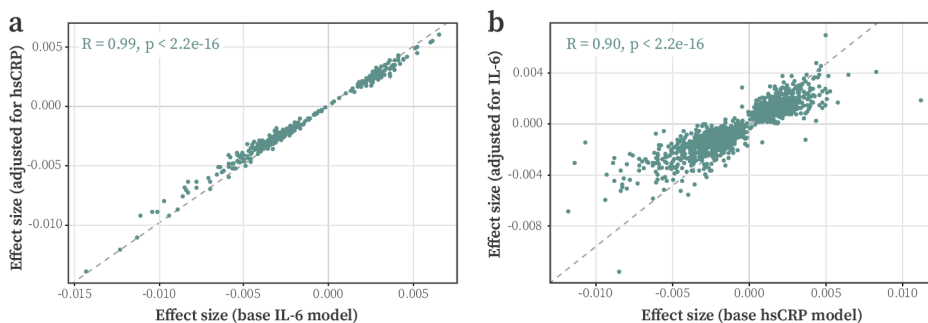 a
R = 0.99, p < 2.2e-16
Effect size (adjusted for hsCRP)
0.005
0.000
-0.005
-0.010
-0.015
-0.010
-0.005
0.000
0.005
Effect size (base IL-6 model)
b
R = 0.90, p < 2.2e-16
Effect size (adjusted for IL-6)
0.004
0.000
-0.004
-0.008
-0.010
-0.005
0.000
0.005
0.010
Effect size (base hsCRP model)